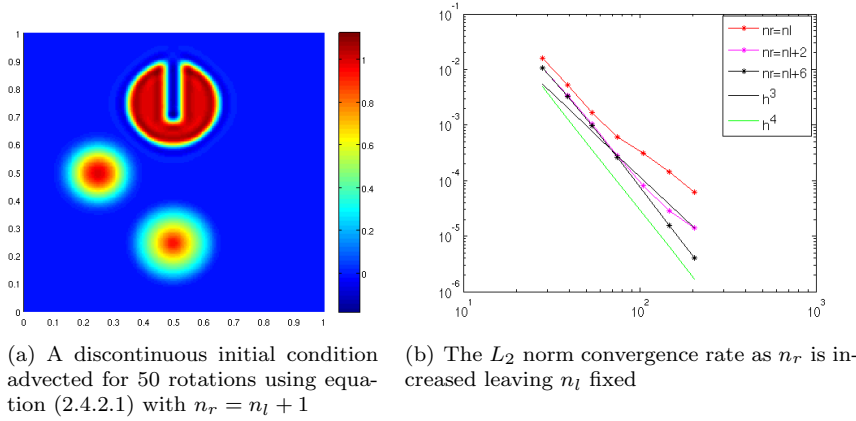 1
0.9
0.8
0.7
0.6
0.5
0.4
0.3
0.2
0.1
0
0 0.1 0.2 0.3 0.4 0.5 0.6 0.7 0.8 0.9 1
1
0.8
0.6
0.4
0.2
0
10^-1
10^-2
10^-3
10^-4
10^-5
10^-6
10^1 10^2 10^3
nr=nl
nr=nl+2
nr=nl+6
h^3
h^4
(a) A discontinuous initial condition
advected for 50 rotations using equa-
tion (2.4.2.1) with n_r = n_l + 1
(b) The L_2 norm convergence rate as n_r is in-
creased leaving n_l fixed